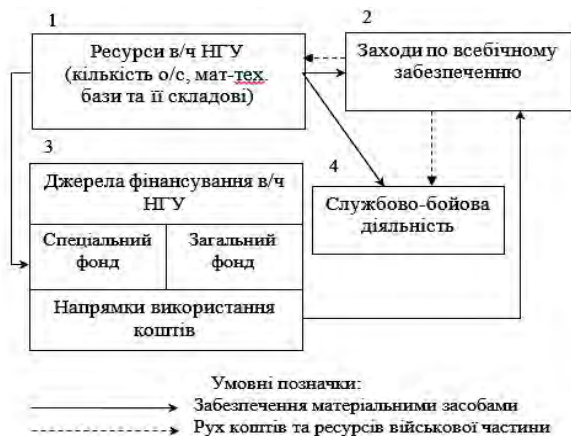 1
Ресурси в/ч НГУ
(кількість о/с, мат-тех.
бази та її складові)
2
Заходи по всебічному
забезпеченню
3
Джерела фінансування в/ч
НГУ
Спеціальний
фонд
Загальний
фонд
Напрямки використання
коштів
4
Службово-бойова
діяльність
Умовні позначки:
Забезпечення матеріальними засобами
Рух коштів та ресурсів військової частини